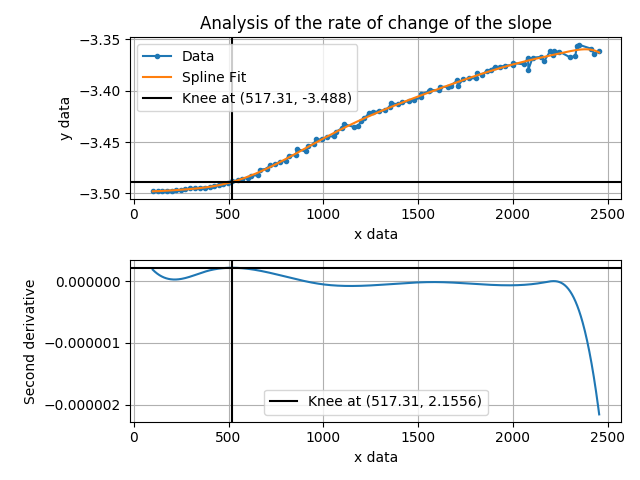 Analysis of the rate of change of the slope
−3.35
−3.40
−3.45
−3.50
y data
Data
Spline Fit
Knee at (517.31, -3.488)
0 500 1000 1500 2000 2500
x data
0.000000
−0.000001
−0.000002
Second derivative
Knee at (517.31, 2.1556)
0 500 1000 1500 2000 2500
x data